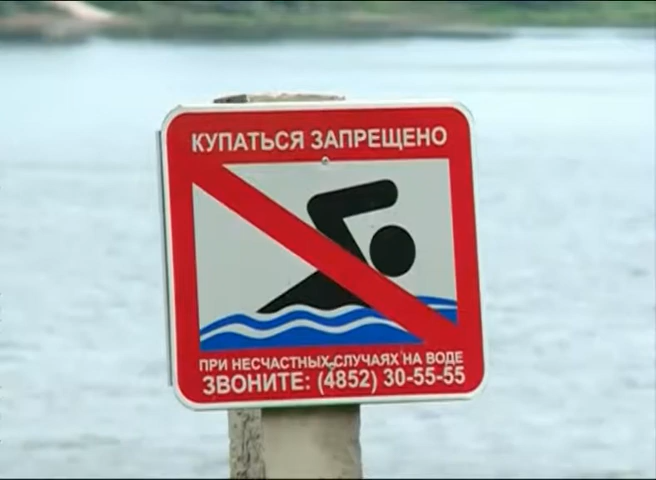 КУПАТЬСЯ ЗАПРЕЩЕНО
ПРИ НЕСЧАСТНЫХ СЛУЧАЯХ НА ВОДЕ
ЗВОНИТЕ: (4852) 30-55-55